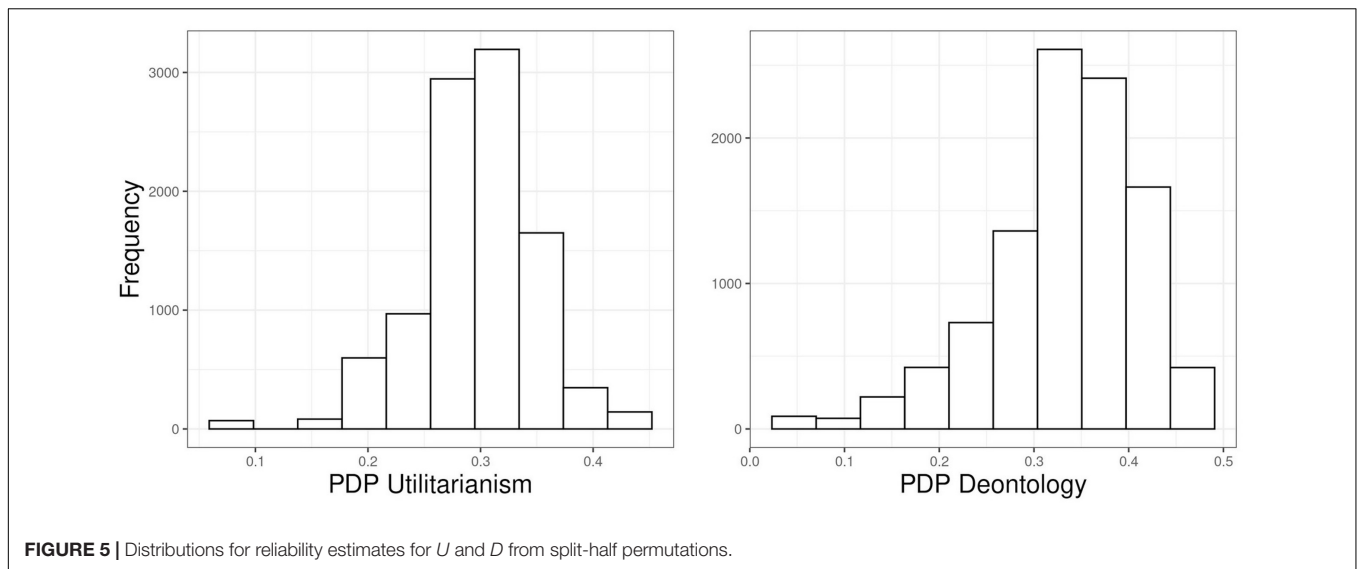 Frequency
3000
2000
1000
0
0.1 0.2 0.3 0.4
PDP Utilitarianism
2000
1000
0
0.0 0.1 0.2 0.3 0.4 0.5
PDP Deontology
FIGURE 5 | Distributions for reliability estimates for U and D from split-half permutations.